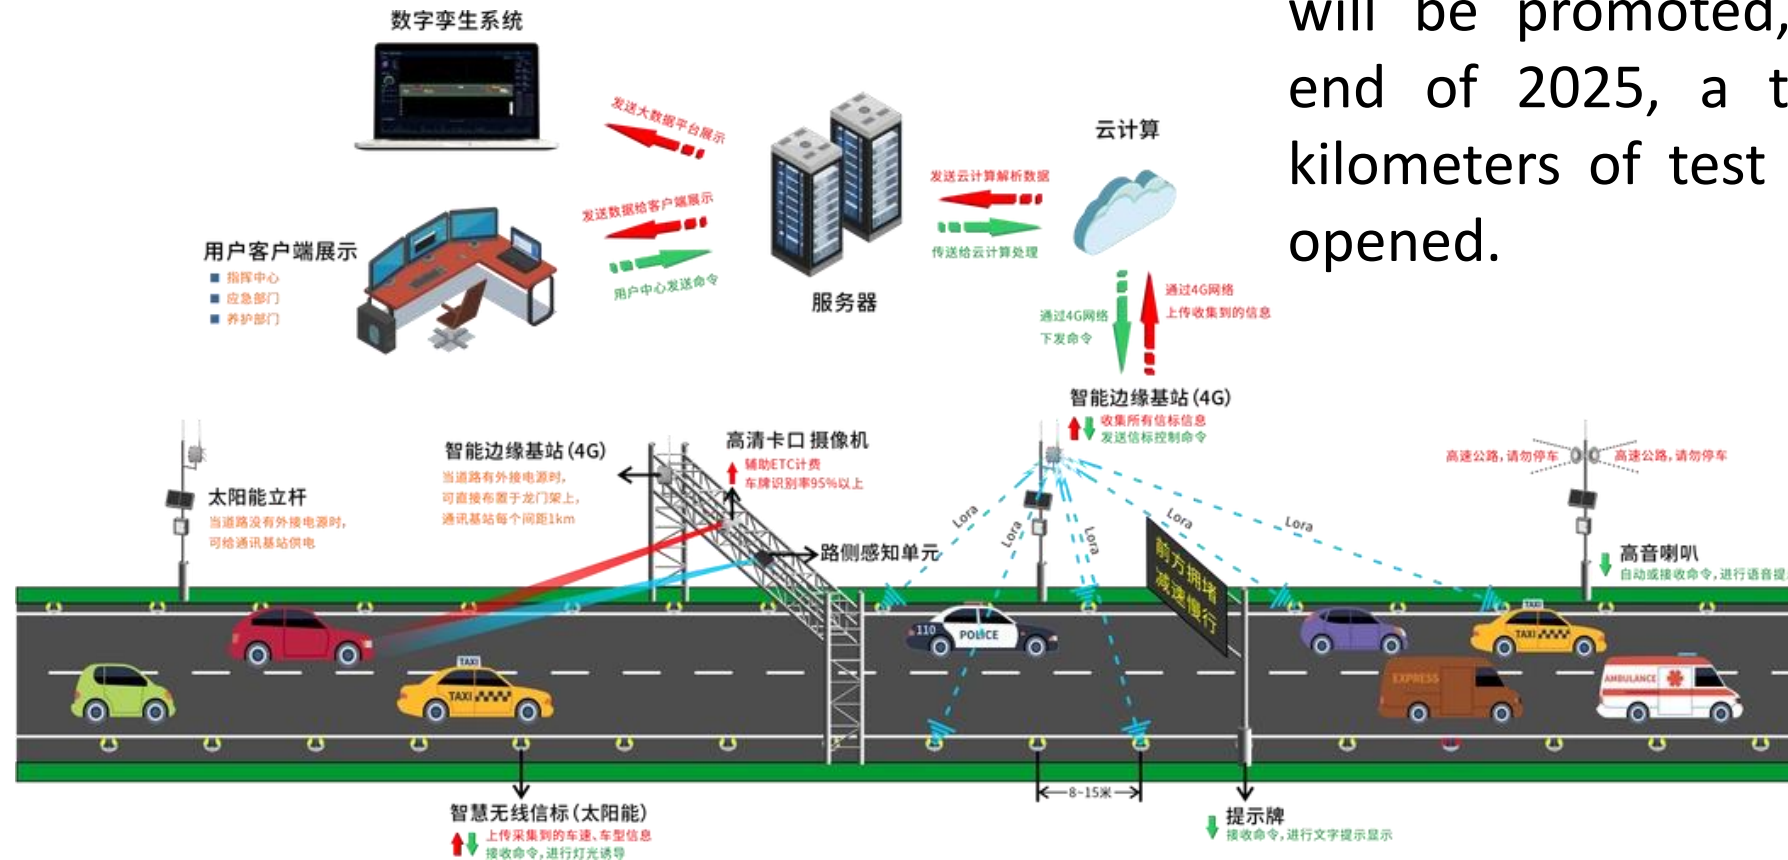 will be promoted,
end of 2025, a t
kilometers of test
opened.
数字孪生系统
发送大数据平台展示
云计算
发送云计算解析数据
传送给云计算处理
发送数据给客户端展示
用户中心发送命令
用户客户端展示
指挥中心
应急部门
养护部门
服务器
通过4G网络
下发命令
通过4G网络
上传收集到的信息
智能边缘基站(4G)
收集所有信标信息
发送信标控制命令
太阳能立杆
当道路没有外接电源时,
可给通讯基站供电
智能边缘基站(4G)
当道路有外接电源时,
可直接布置于龙门架上,
通讯基站每个间距1km
高清卡口 摄像机
辅助ETC计费
车牌识别率95%以上
路侧感知单元
Lora
Lora
Lora
Lora
Lora
前方拥堵
减速慢行
高速公路,请勿停车
高速公路,请勿停车
高音喇叭
自动或接收命令,进行语音提
110
POLICE
TAXI
TAXI
TAXI
TAXI
EXPRESS
AMBULANCE
8~15米
智慧无线信标(太阳能)
上传采集到的车速、车型信息
接收命令,进行灯光诱导
提示牌
接收命令,进行文字提示显示